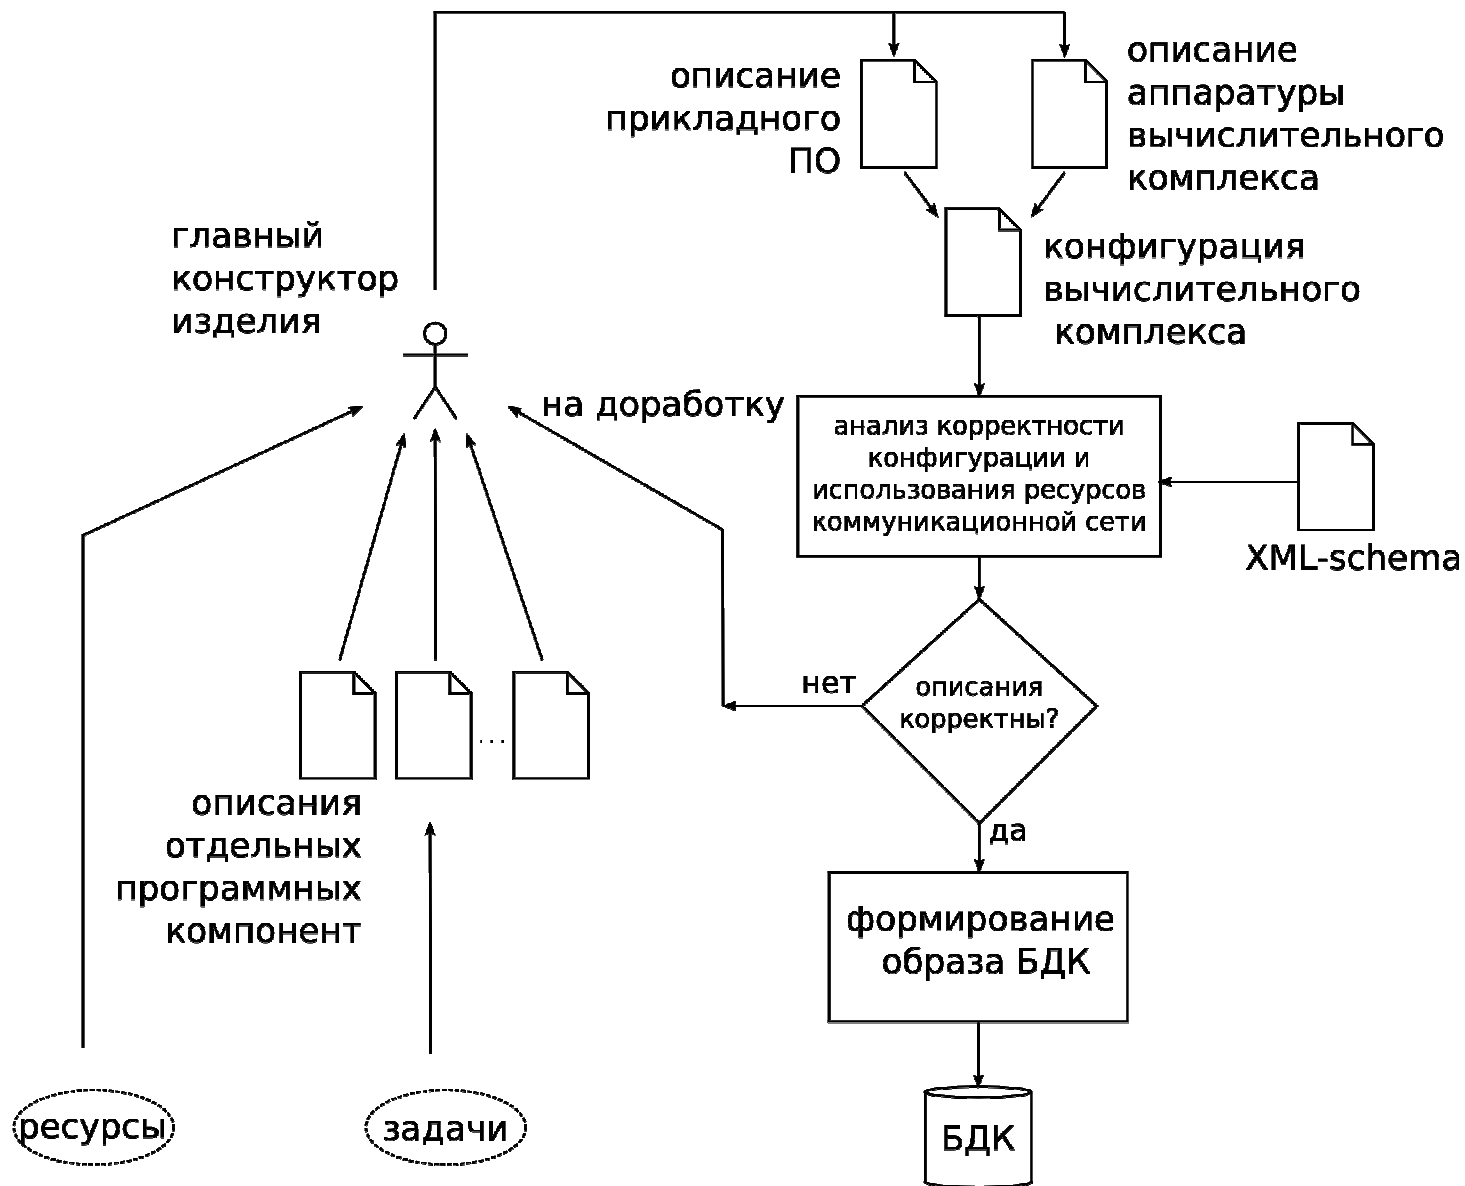 описание
прикладного
ПО
описание
аппаратуры
вычислительного
комплекса
главный
конструктор
изделия
конфигурация
вычислительного
комплекса
на доработку
анализ корректности
конфигурации и
использования ресурсов
коммуникационной сети
XML-schema
нет
описания
корректны?
...
описания
отдельных
программных
компонент
да
формирование
образа БДК
ресурсы
задачи
БДК